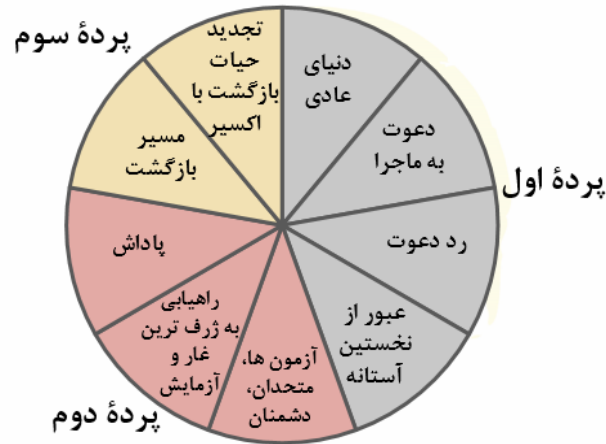 پردهٔ اول
دنیای
عادی
دعوت
به ماجرا
رد دعوت
عبور از
نخستین
آستانه
پردهٔ دوم
آزمون ها،
متحدان،
دشمنان
راهیابی
به ژرف ترین
غار و
آزمایش
پاداش
پردهٔ سوم
مسیر
بازگشت
تجدید
حیات
بازگشت با
اکسیر